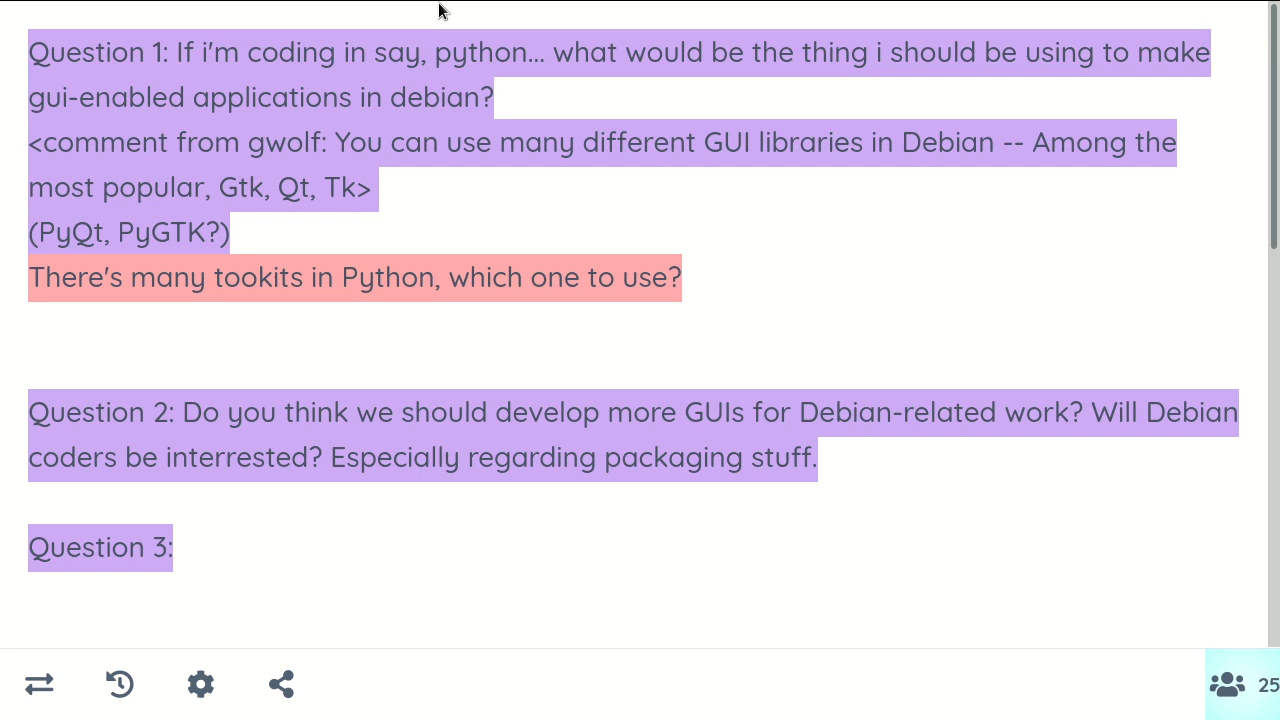 Question 1: If i'm coding in say, python... what would be the thing i should be using to make
gui-enabled applications in debian?
<comment from gwolf: You can use many different GUI libraries in Debian -- Among the
most popular, Gtk, Qt, Tk>
(PyQt, PyGTK?)
There's many tookits in Python, which one to use?
Question 2: Do you think we should develop more GUIs for Debian-related work? Will Debian
coders be interrested? Especially regarding packaging stuff.
Question 3:
25